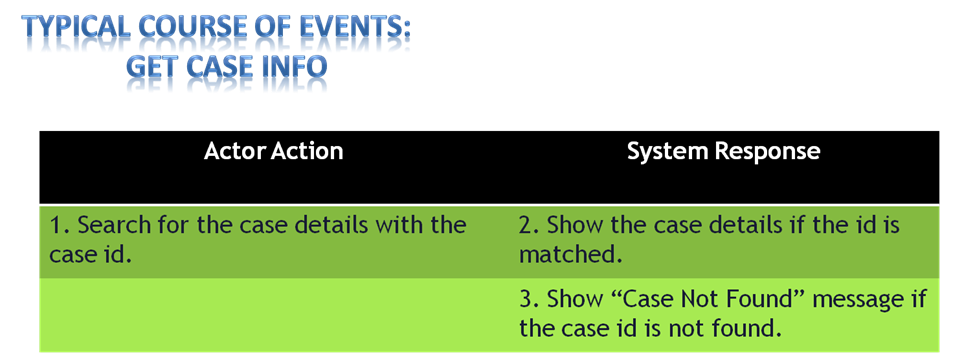 TYPICAL COURSE OF EVENTS:
GET CASE INFO
Actor Action
System Response
1. Search for the case details with the
case id.
2. Show the case details if the id is
matched.
3. Show “Case Not Found” message if
the case id is not found.